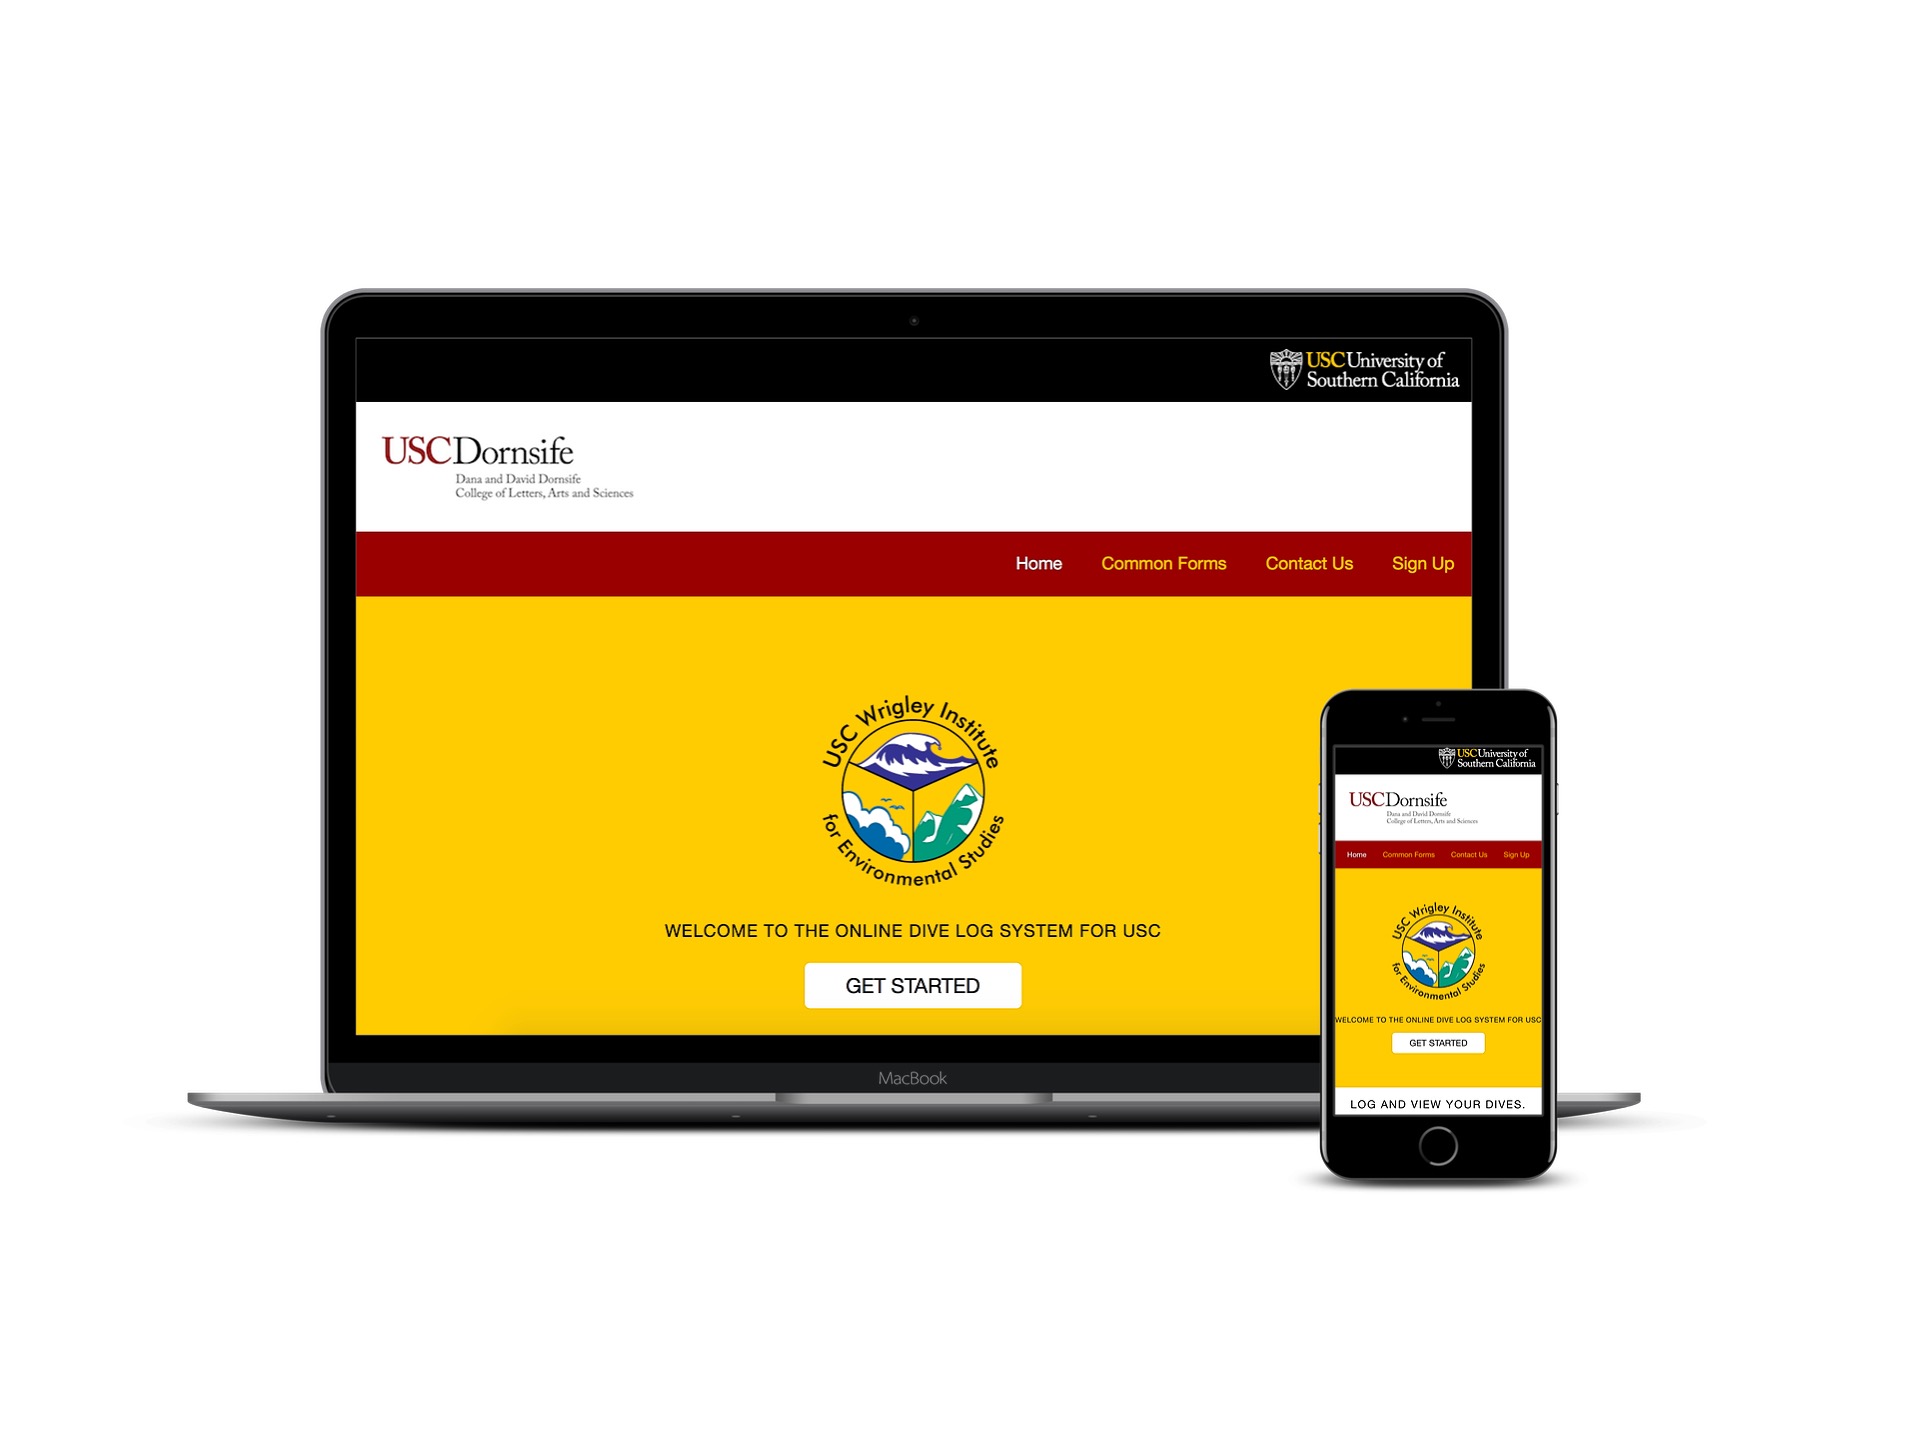 USC University of
Southern California
USC Dornsife
Dana and David Dornsife
College of Letters, Arts and Sciences
Home Common Forms Contact Us Sign Up
USC Wrigley Institute
for Environmental Studies
WELCOME TO THE ONLINE DIVE LOG SYSTEM FOR USC
GET STARTED
MacBook
USC University of
Southern California
USC Dornsife
Dana and David Dornsife
College of Letters, Arts and Sciences
Home Common Forms Contact Us Sign Up
USC Wrigley Institute
for Environmental Studies
WELCOME TO THE ONLINE DIVE LOG SYSTEM FOR USC
GET STARTED
LOG AND VIEW YOUR DIVES.